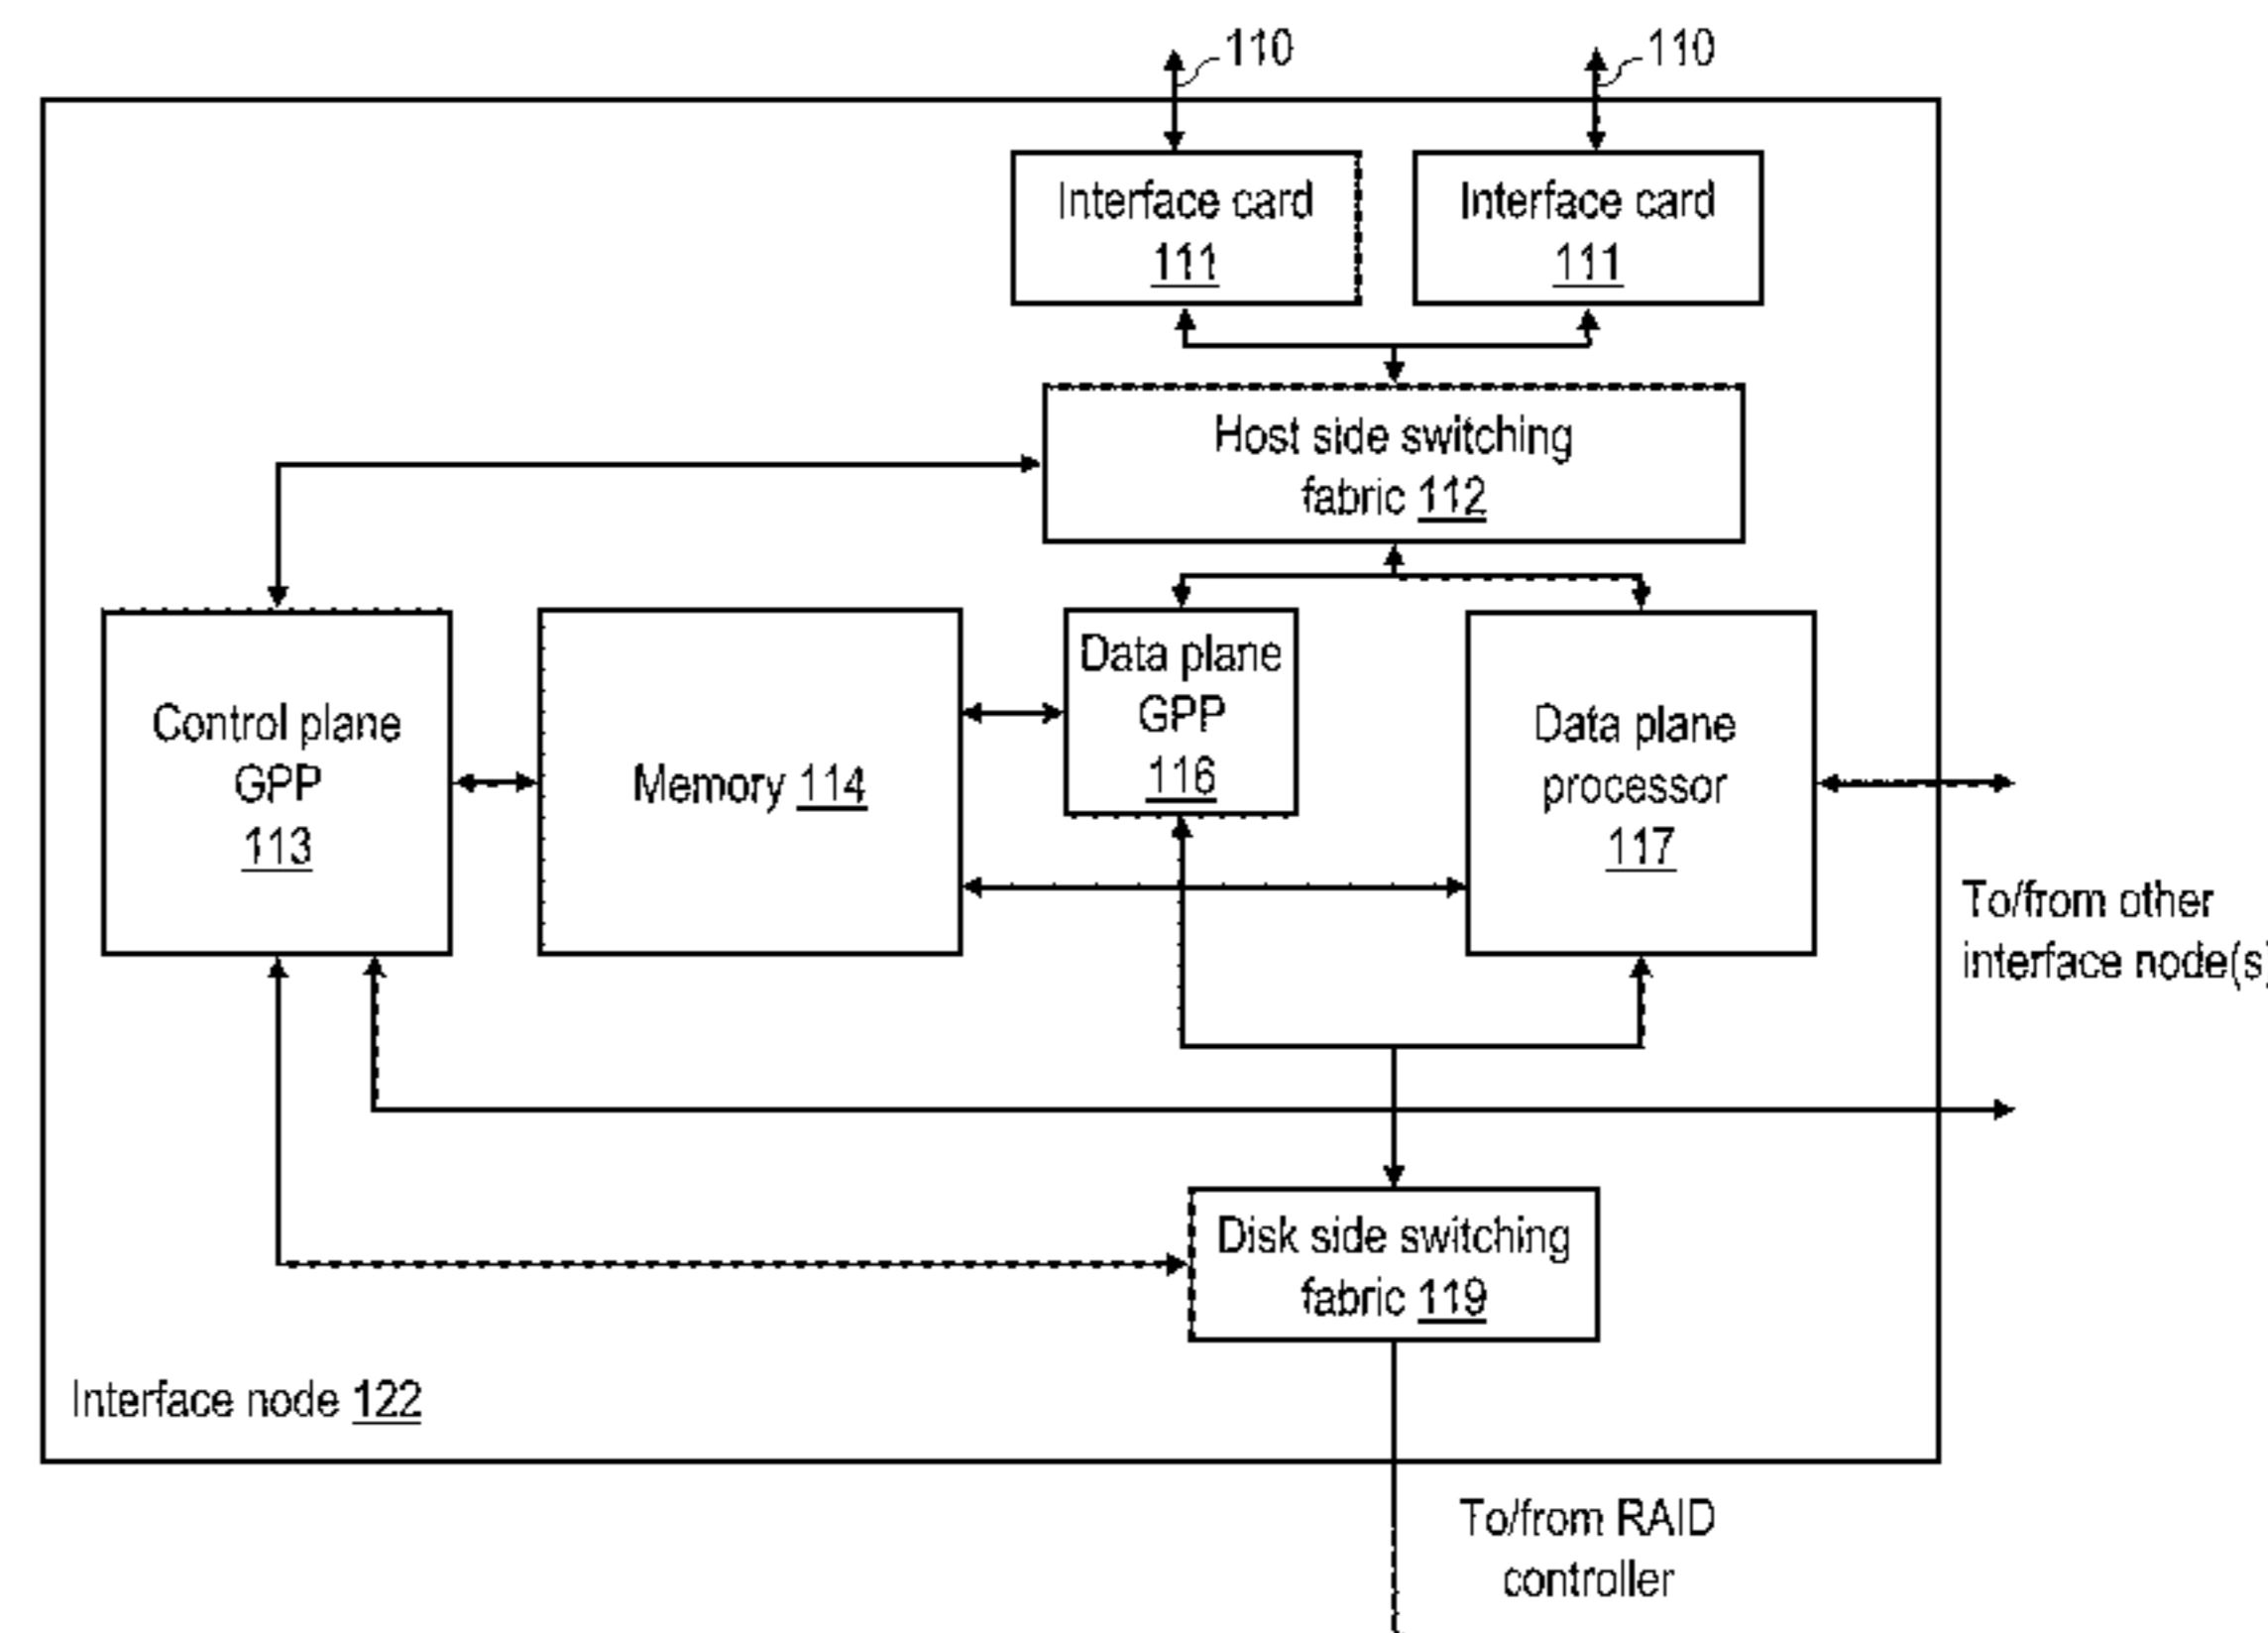 110
110
Interface card
111
Interface card
111
Host side switching
fabric 112
Control plane
GPP
113
Memory 114
Data plane
GPP
116
Data plane
processor
117
To/from other
interface node(s)
Disk side switching
fabric 119
Interface node 122
To/from RAID
controller